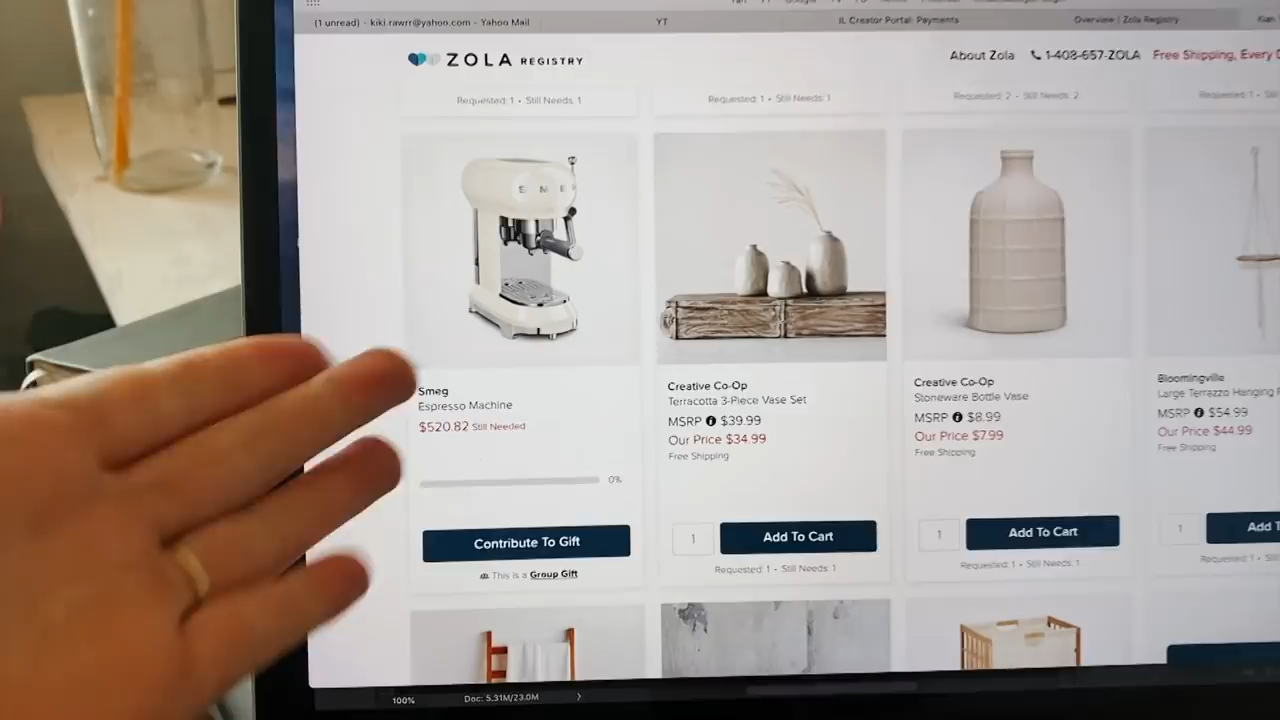 (1 unread) - kiki.rawrr@yahoo.com - Yahoo Mail
YT
IL Creator Portal: Payments
Overview | Zola Registry
Kian
ZOLA REGISTRY
About Zola
1-408-657-ZOLA
Free Shipping, Every
Requested: 1 • Still Needs: 1
Requested: 1 • Still Needs: 1
Requested: 2 • Still Needs: 2
Requested: 1 •
SMEG
Smeg
Espresso Machine
$520.82 Still Needed
0%
Contribute To Gift
This is a Group Gift
Creative Co-Op
Terracotta 3-Piece Vase Set
MSRP $39.99
Our Price $34.99
Free Shipping
1
Add To Cart
Requested: 1 • Still Needs: 1
Creative Co-Op
Stoneware Bottle Vase
MSRP $8.99
Our Price $7.99
Free Shipping
1
Add To Cart
Requested: 1 • Still Needs: 1
Bloomingville
Large Terrazzo Hanging
MSRP $54.99
Our Price $44.99
Free Shipping
1
Add T
Requested: 1 • Still
100%
Doc: 5.31M/23.0M